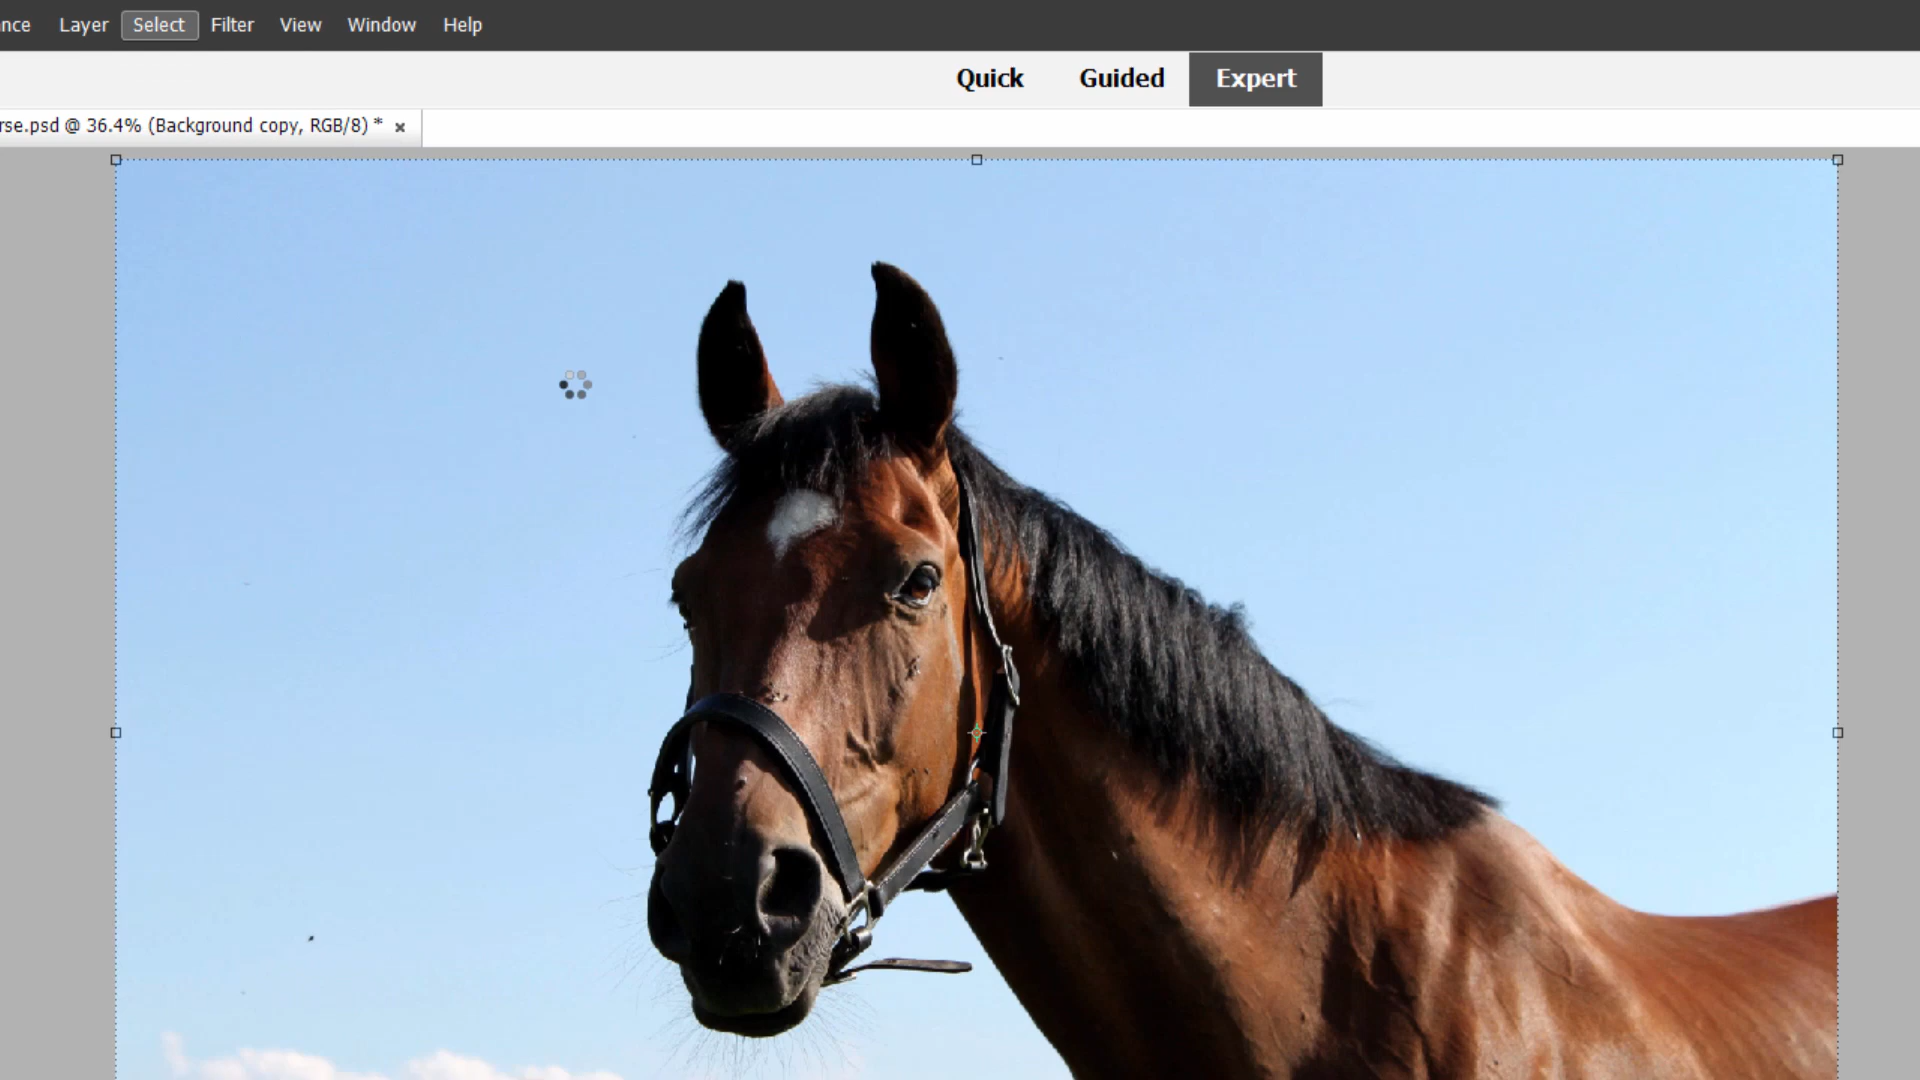 nce Layer Select Filter View Window Help
Quick Guided Expert
rse.psd @ 36.4% (Background copy, RGB/8) * ×